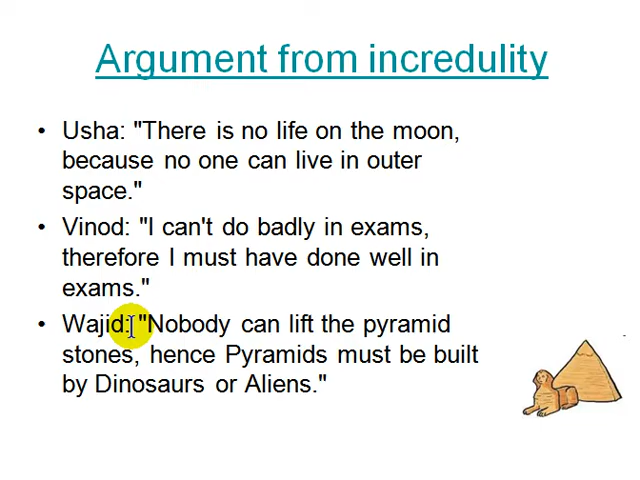 Argument from incredulity
• Usha: "There is no life on the moon,
because no one can live in outer
space."
• Vinod: "I can't do badly in exams,
therefore I must have done well in
exams."
• Wajid: "Nobody can lift the pyramid
stones, hence Pyramids must be built
by Dinosaurs or Aliens."